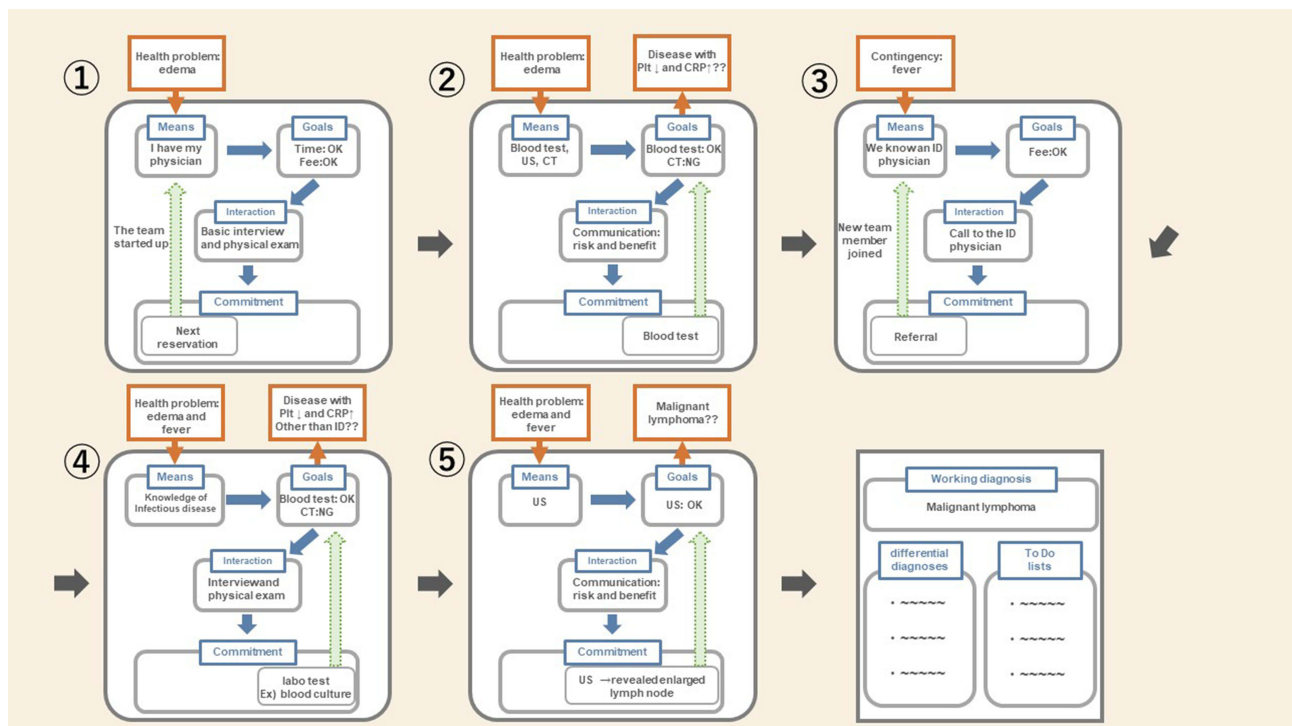 ①
Health problem:
edema
Means
I have my
physician
Goals
Time: OK
Fee:OK
Interaction
Basic interview
and physical exam
The team
started up
Commitment
Next
reservation
②
Health problem:
edema
Disease with
Plt ↓ and CRP↑??
Means
Blood test,
US, CT
Goals
Blood test: OK
CT:NG
Interaction
Communication:
risk and benefit
Commitment
Blood test
③
Contingency:
fever
Means
We knowan ID
physician
Goals
Fee:OK
Interaction
Call to the ID
physician
New team
member
joined
Commitment
Referral
④
Health problem:
edema and
fever
Disease with
Plt ↓ and CRP↑
Other than ID??
Means
Knowledge of
Infectious disease
Goals
Blood test: OK
CT:NG
Interaction
Interviewand
physical exam
Commitment
labo test
Ex) blood culture
⑤
Health problem:
edema and
fever
Malignant
lymphoma??
Means
US
Goals
US: OK
Interaction
Communication:
risk and benefit
Commitment
US →revealed enlarged
lymph node
Working diagnosis
Malignant lymphoma
differential
diagnoses
・~~~~~
・~~~~~
・~~~~~
To Do
lists
・~~~~~
・~~~~~
・~~~~~